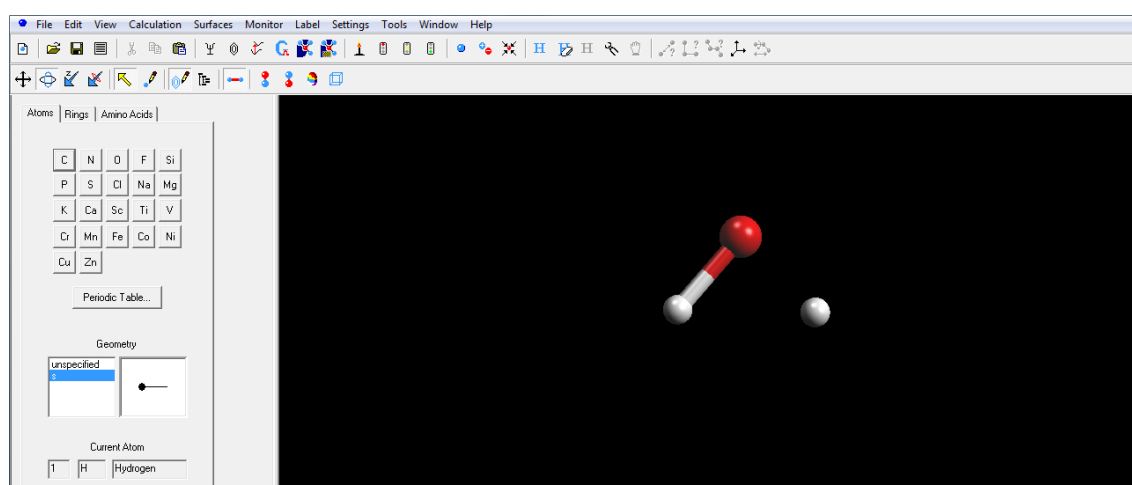 File Edit View Calculation Surfaces Monitor Label Settings Tools Window Help
H H H
Atoms Rings Amino Acids
C N O F Si
P S Cl Na Mg
K Ca Sc Ti V
Cr Mn Fe Co Ni
Cu Zn
Periodic Table...
Geometry
unspecified
s
Current Atom
1 H Hydrogen